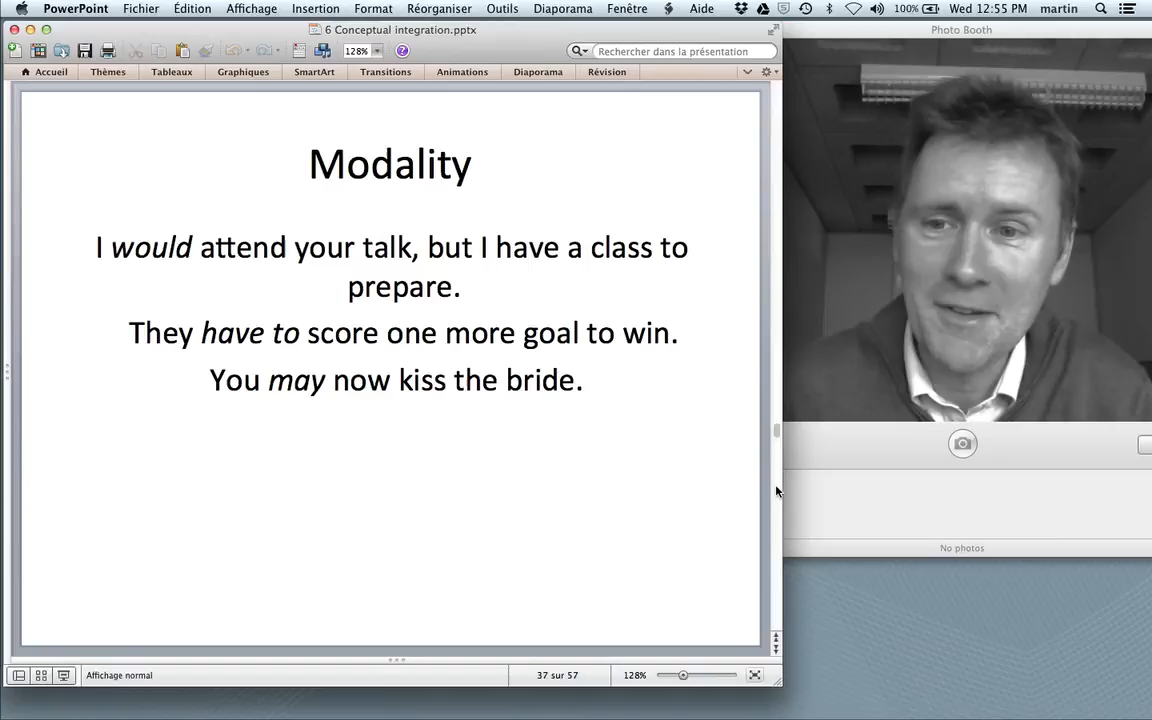 PowerPoint Fichier Édition Affichage Insertion Format Réorganiser Outils Diaporama Fenêtre Aide 100% Wed 12:55 PM martin
6 Conceptual integration.pptx
Photo Booth
128% Rechercher dans la présentation
Accueil Thèmes Tableaux Graphiques SmartArt Transitions Animations Diaporama Révision
Modality
I would attend your talk, but I have a class to
prepare.
They have to score one more goal to win.
You may now kiss the bride.
No photos
Affichage normal 37 sur 57 128%